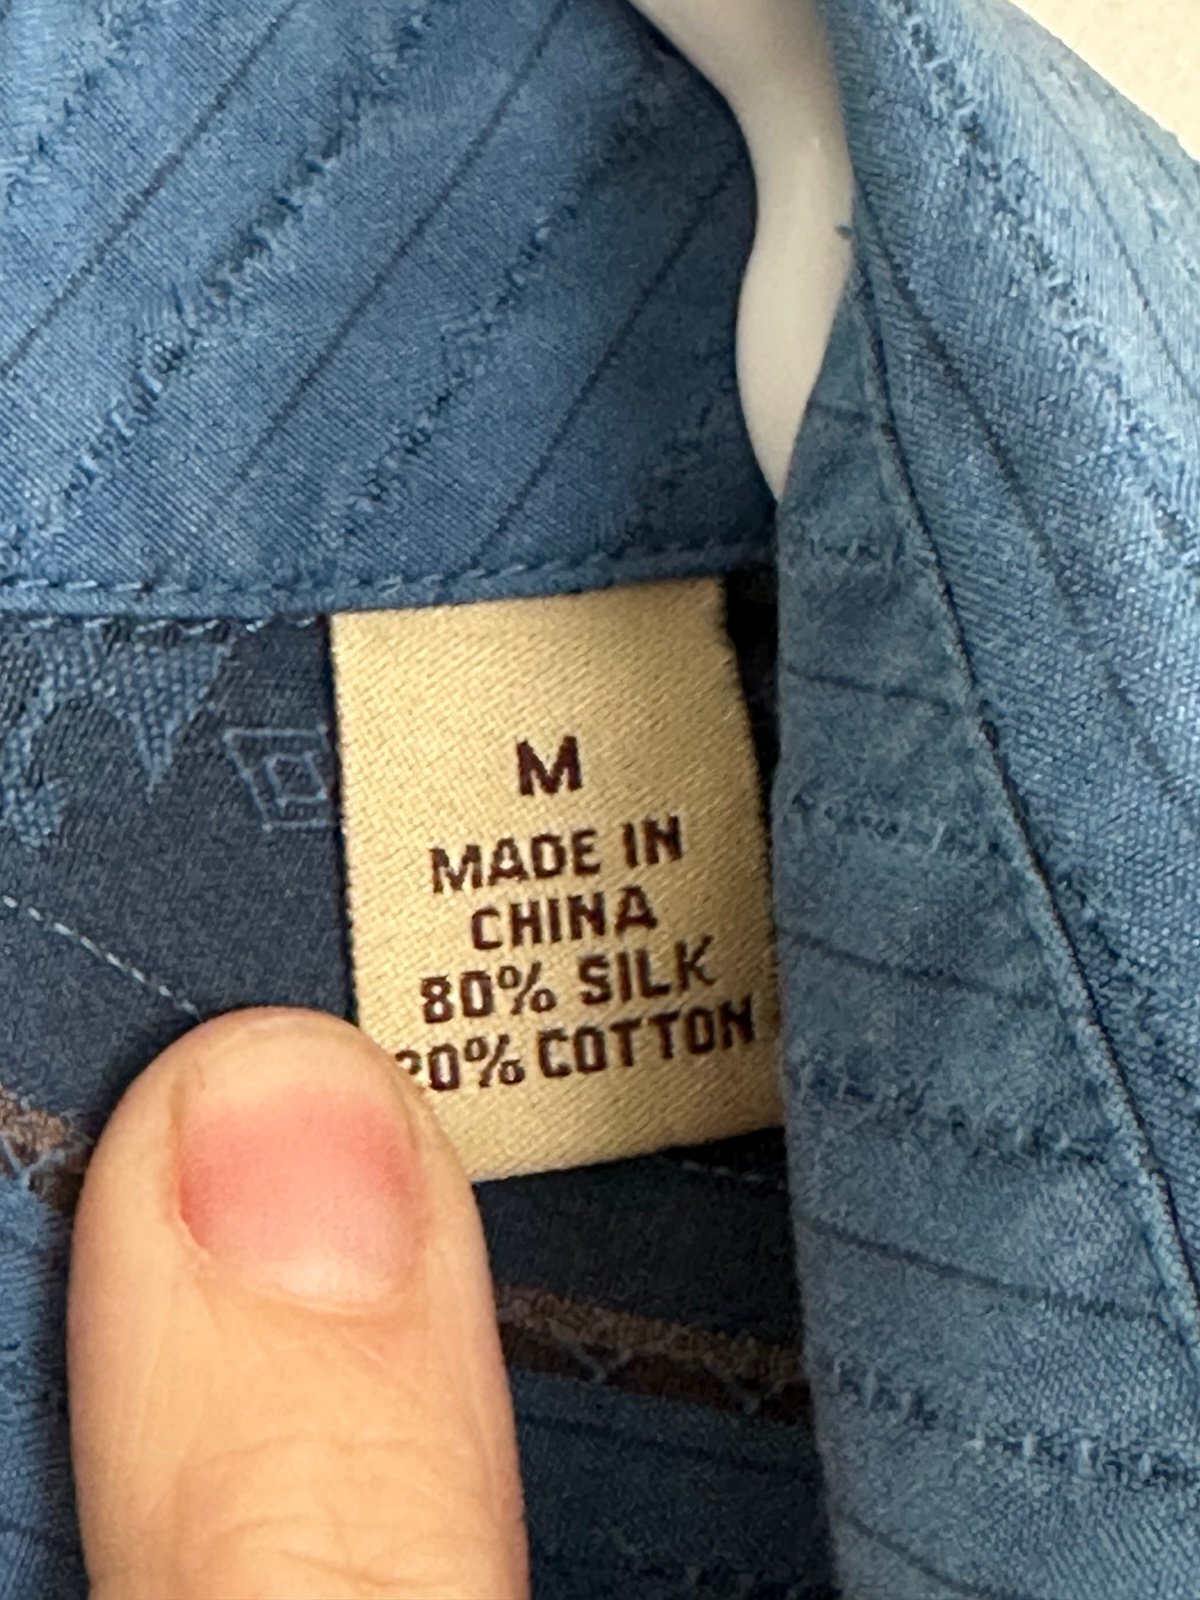 M
MADE IN
CHINA
80% SILK
20% COTTON